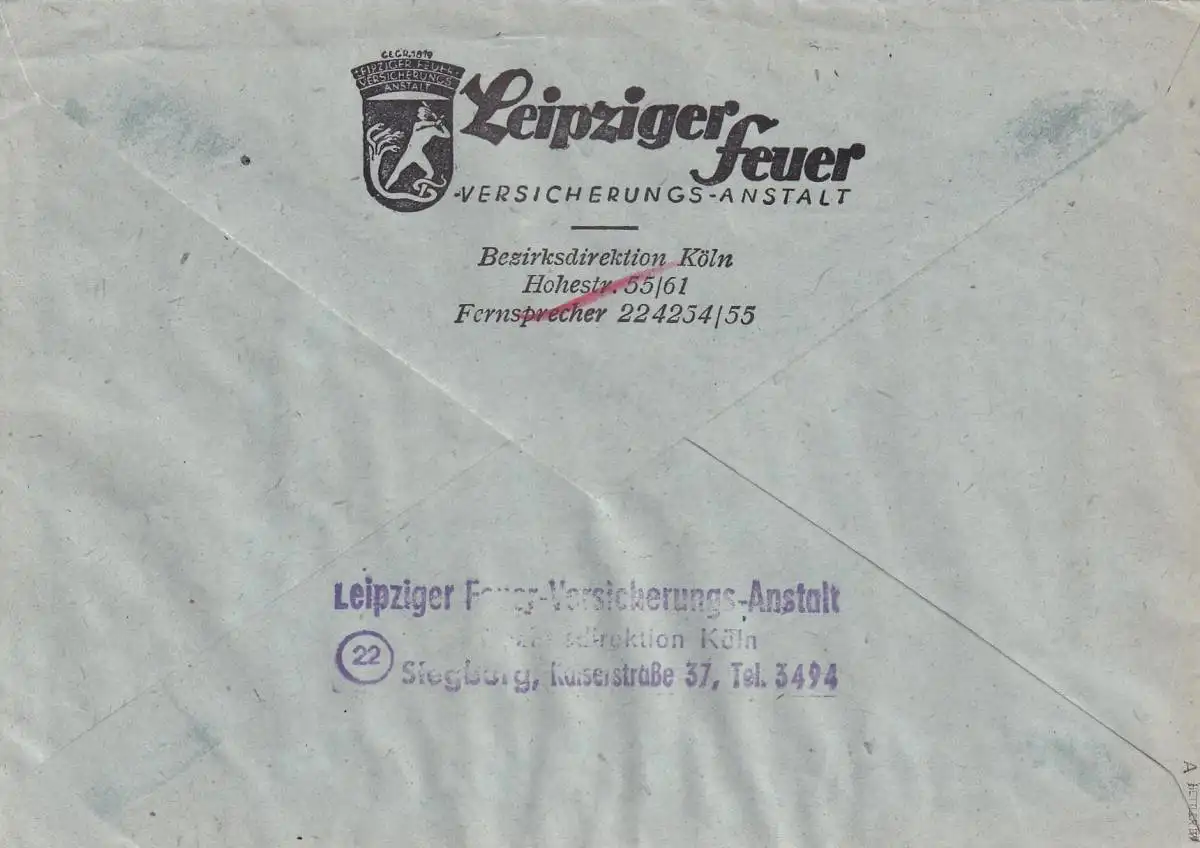 GEGR. 1819
LEIPZIGER FEUER
VERSICHERUNGS
ANSTALT
Leipziger
Feuer
-VERSICHERUNGS-ANSTALT
Bezirksdirektion Köln
Hohestr. 55/61
Fernsprecher 224254/55
Leipziger Feuer-Versicherungs-Anstalt
direktion Köln
22 Siegburg, Kaiserstraße 37, Tel. 3494
A